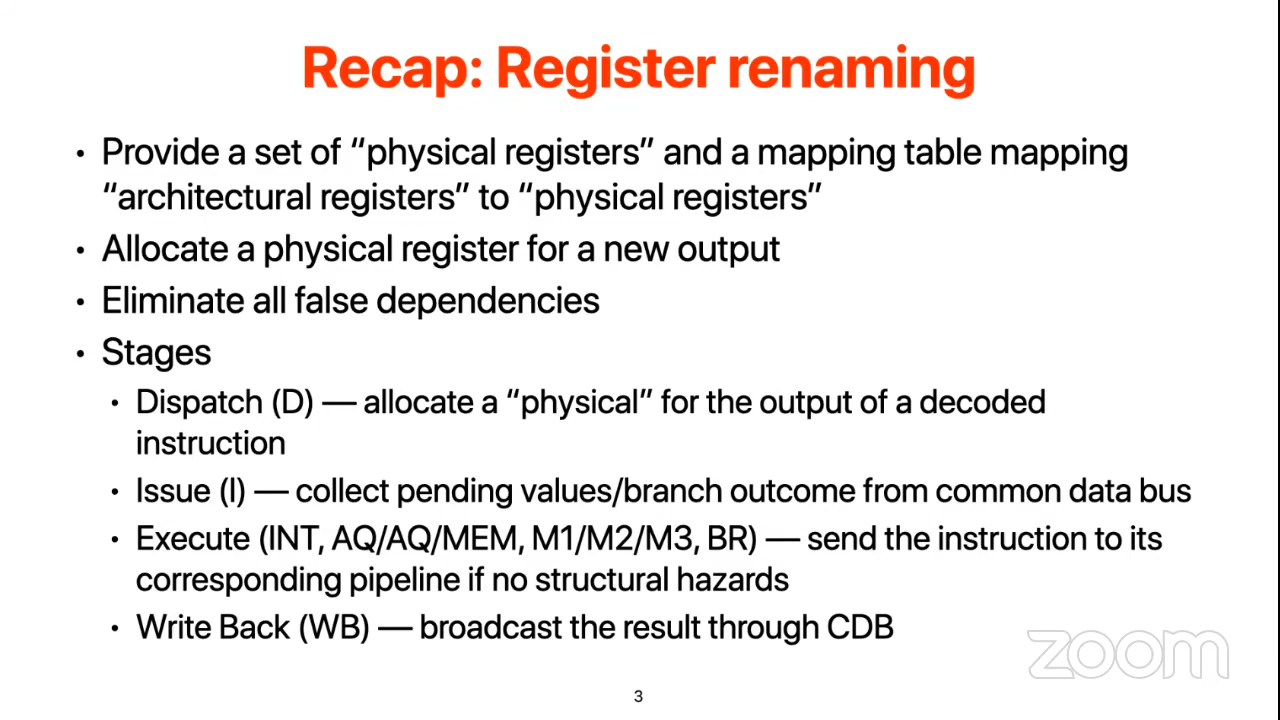 Recap: Register renaming
• Provide a set of “physical registers” and a mapping table mapping
“architectural registers” to “physical registers”
• Allocate a physical register for a new output
• Eliminate all false dependencies
• Stages
• Dispatch (D) — allocate a “physical” for the output of a decoded
instruction
• Issue (I) — collect pending values/branch outcome from common data bus
• Execute (INT, AQ/AQ/MEM, M1/M2/M3, BR) — send the instruction to its
corresponding pipeline if no structural hazards
• Write Back (WB) — broadcast the result through CDB
zoom
3